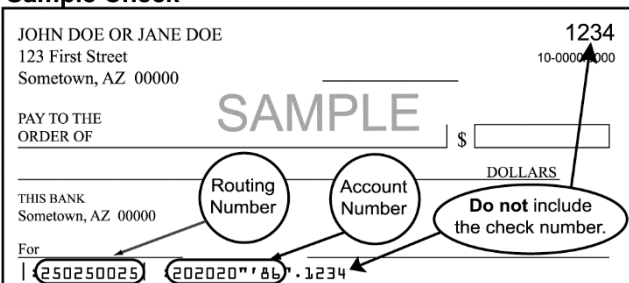 Sample Check
JOHN DOE OR JANE DOE
1234
123 First Street
10-0000/0000
Sometown, AZ 00000
SAMPLE
PAY TO THE
ORDER OF
$
DOLLARS
Routing
Number
Account
Number
Do not include
the check number.
THIS BANK
Sometown, AZ 00000
For
250250025
202020"'86".1234